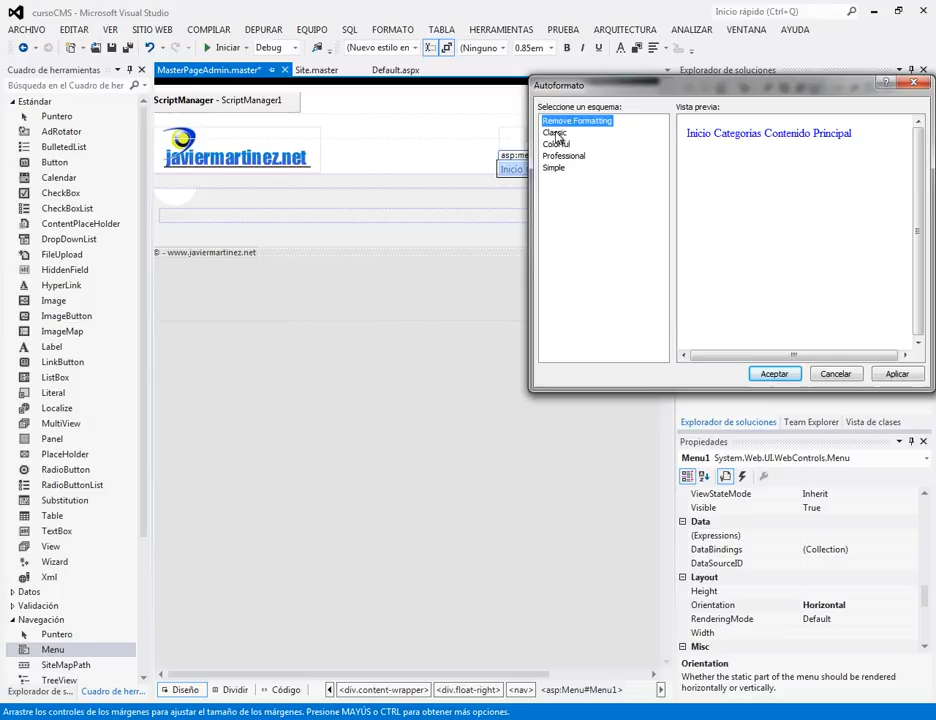 cursoCMS - Microsoft Visual Studio
Inicio rápido (Ctrl+Q)
ARCHIVO EDITAR VER SITIO WEB COMPILAR DEPURAR EQUIPO SQL FORMATO TABLA HERRAMIENTAS PRUEBA ARQUITECTURA ANALIZAR VENTANA AYUDA
Iniciar Debug (Nuevo estilo en (Ninguno 0.85em B I U
Cuadro de herramientas
MasterPageAdmin.master* Site.master Default.aspx
Explorador de soluciones
Búsqueda en el Cuadro de her
Estándar
Puntero
AdRotator
BulletedList
Button
Calendar
CheckBox
CheckBoxList
ContentPlaceHolder
DropDownList
FileUpload
HiddenField
HyperLink
Image
ImageButton
ImageMap
Label
LinkButton
ListBox
Literal
Localize
MultiView
Panel
PlaceHolder
RadioButton
RadioButtonList
Substitution
Table
TextBox
View
Wizard
Xml
Datos
Validación
Navegación
Puntero
Menu
SiteMapPath
TreeView
Explorador de s... Cuadro de herr...
ScriptManager - ScriptManager1
javiermartinez.net
asp:me
Inicio
© - www.javiermartinez.net
Autoformato
Seleccione un esquema:
Remove Formatting
Classic
Colorful
Professional
Simple
Vista previa:
Inicio Categorias Contenido Principal
Aceptar Cancelar Aplicar
Explorador de soluciones Team Explorer Vista de clases
Propiedades
Menu1 System.Web.UI.WebControls.Menu
ViewStateMode Inherit
Visible True
Data
(Expressions)
DataBindings (Collection)
DataSourceID
Layout
Height
Orientation Horizontal
RenderingMode Default
Width
Misc
Orientation
Whether the static part of the menu should be rendered
horizontally or vertically.
Diseño Dividir Código <div.content-wrapper> <div.float-right> <nav> <asp:Menu#Menu1>
Arrastre los controles de los márgenes para ajustar el tamaño de los márgenes. Presione MAYÚS o CTRL para obtener más opciones.